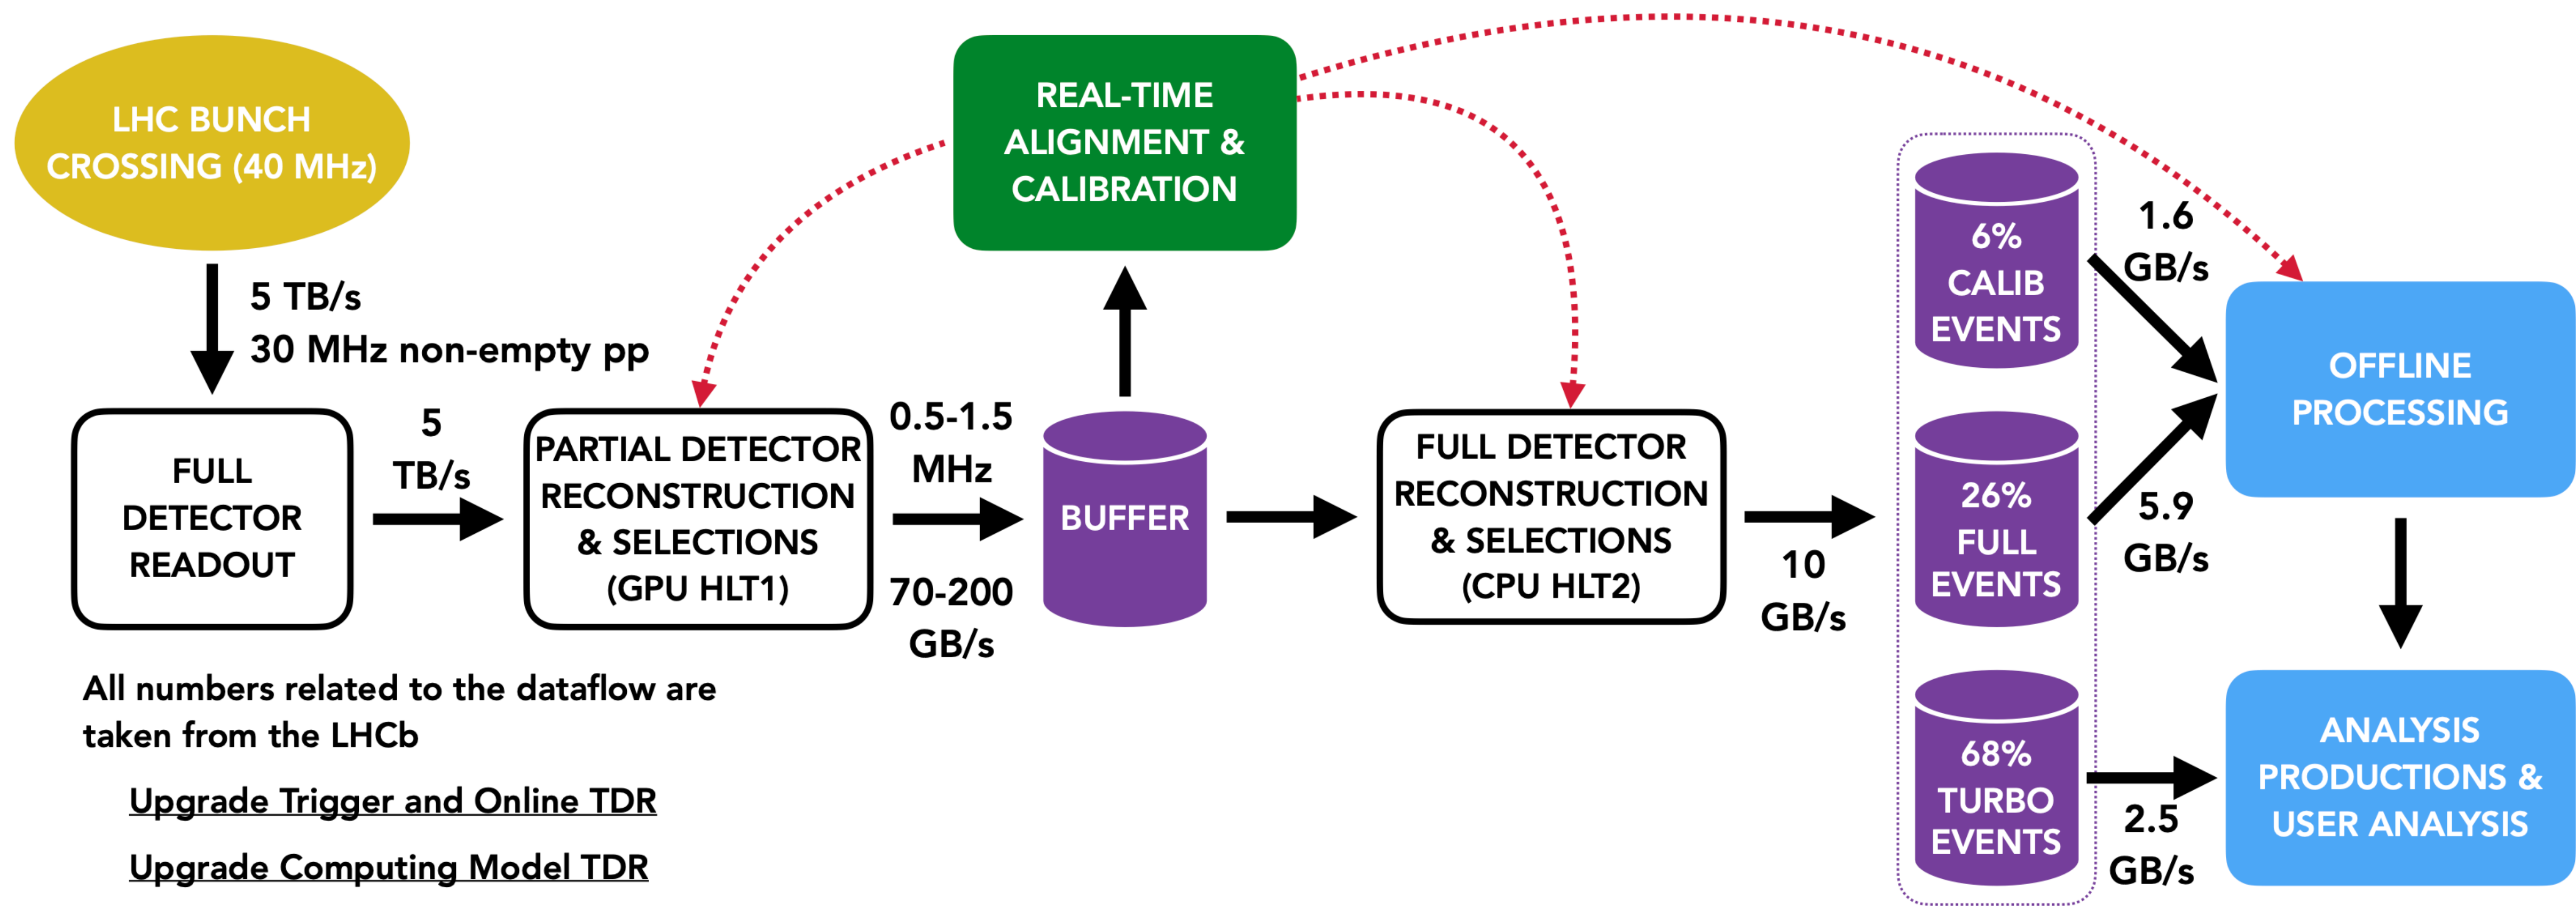 LHC BUNCH
CROSSING (40 MHz)
5 TB/s
30 MHz non-empty pp
FULL
DETECTOR
READOUT
5
TB/s
PARTIAL DETECTOR
RECONSTRUCTION
& SELECTIONS
(GPU HLT1)
0.5-1.5
MHz
70-200
GB/s
REAL-TIME
ALIGNMENT &
CALIBRATION
BUFFER
FULL DETECTOR
RECONSTRUCTION
& SELECTIONS
(CPU HLT2)
10
GB/s
6%
CALIB
EVENTS
1.6
GB/s
26%
FULL
EVENTS
5.9
GB/s
68%
TURBO
EVENTS
2.5
GB/s
OFFLINE
PROCESSING
ANALYSIS
PRODUCTIONS &
USER ANALYSIS
All numbers related to the dataflow are
taken from the LHCb
Upgrade Trigger and Online TDR
Upgrade Computing Model TDR